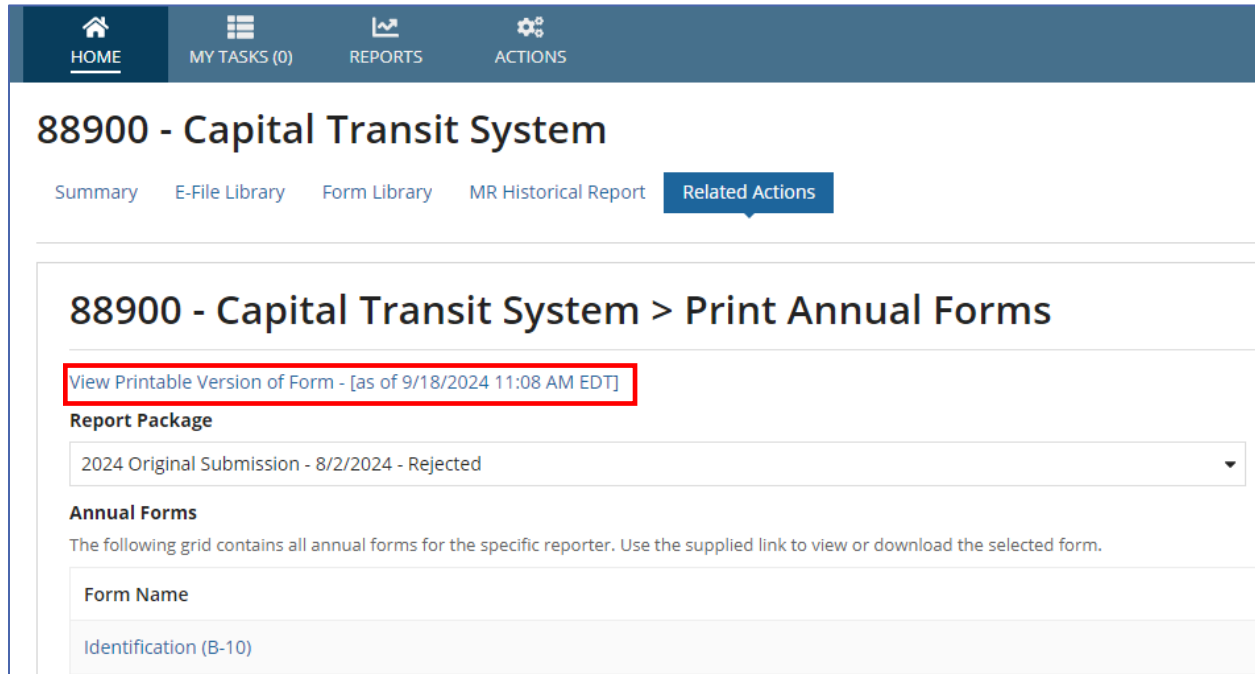 HOME
MY TASKS (0)
REPORTS
ACTIONS
88900 - Capital Transit System
Summary
E-File Library
Form Library
MR Historical Report
Related Actions
88900 - Capital Transit System > Print Annual Forms
View Printable Version of Form - [as of 9/18/2024 11:08 AM EDT]
Report Package
2024 Original Submission - 8/2/2024 - Rejected
Annual Forms
The following grid contains all annual forms for the specific reporter. Use the supplied link to view or download the selected form.
Form Name
Identification (B-10)